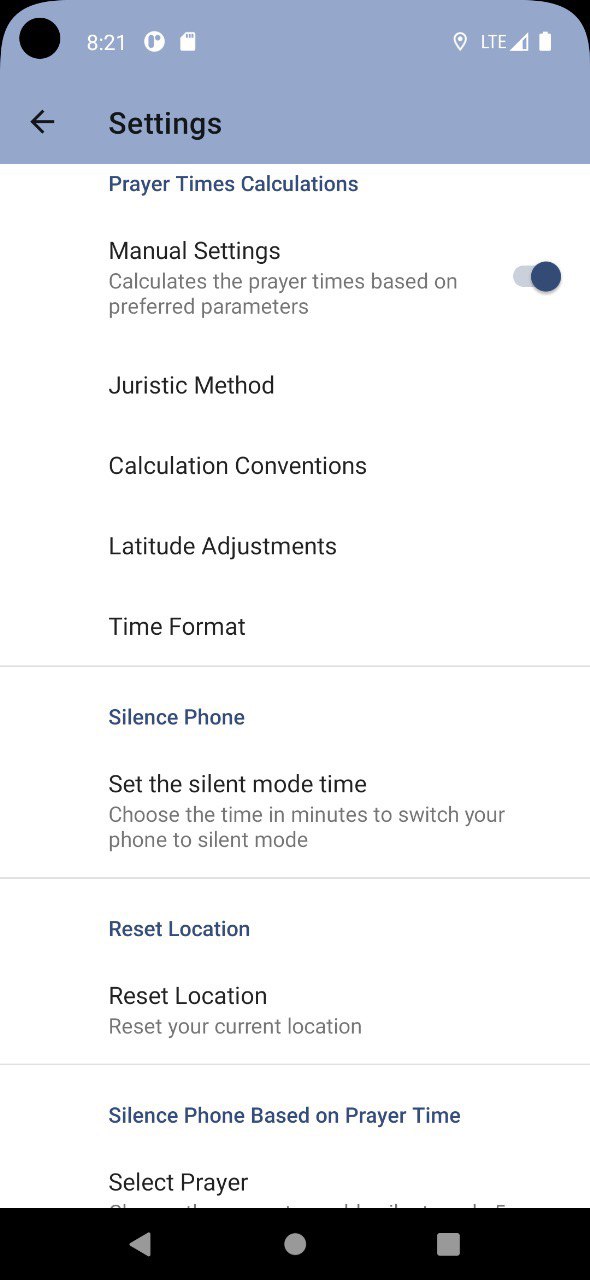 8:21
LTE
Settings
Prayer Times Calculations
Manual Settings
Calculates the prayer times based on
preferred parameters
Juristic Method
Calculation Conventions
Latitude Adjustments
Time Format
Silence Phone
Set the silent mode time
Choose the time in minutes to switch your
phone to silent mode
Reset Location
Reset Location
Reset your current location
Silence Phone Based on Prayer Time
Select Prayer